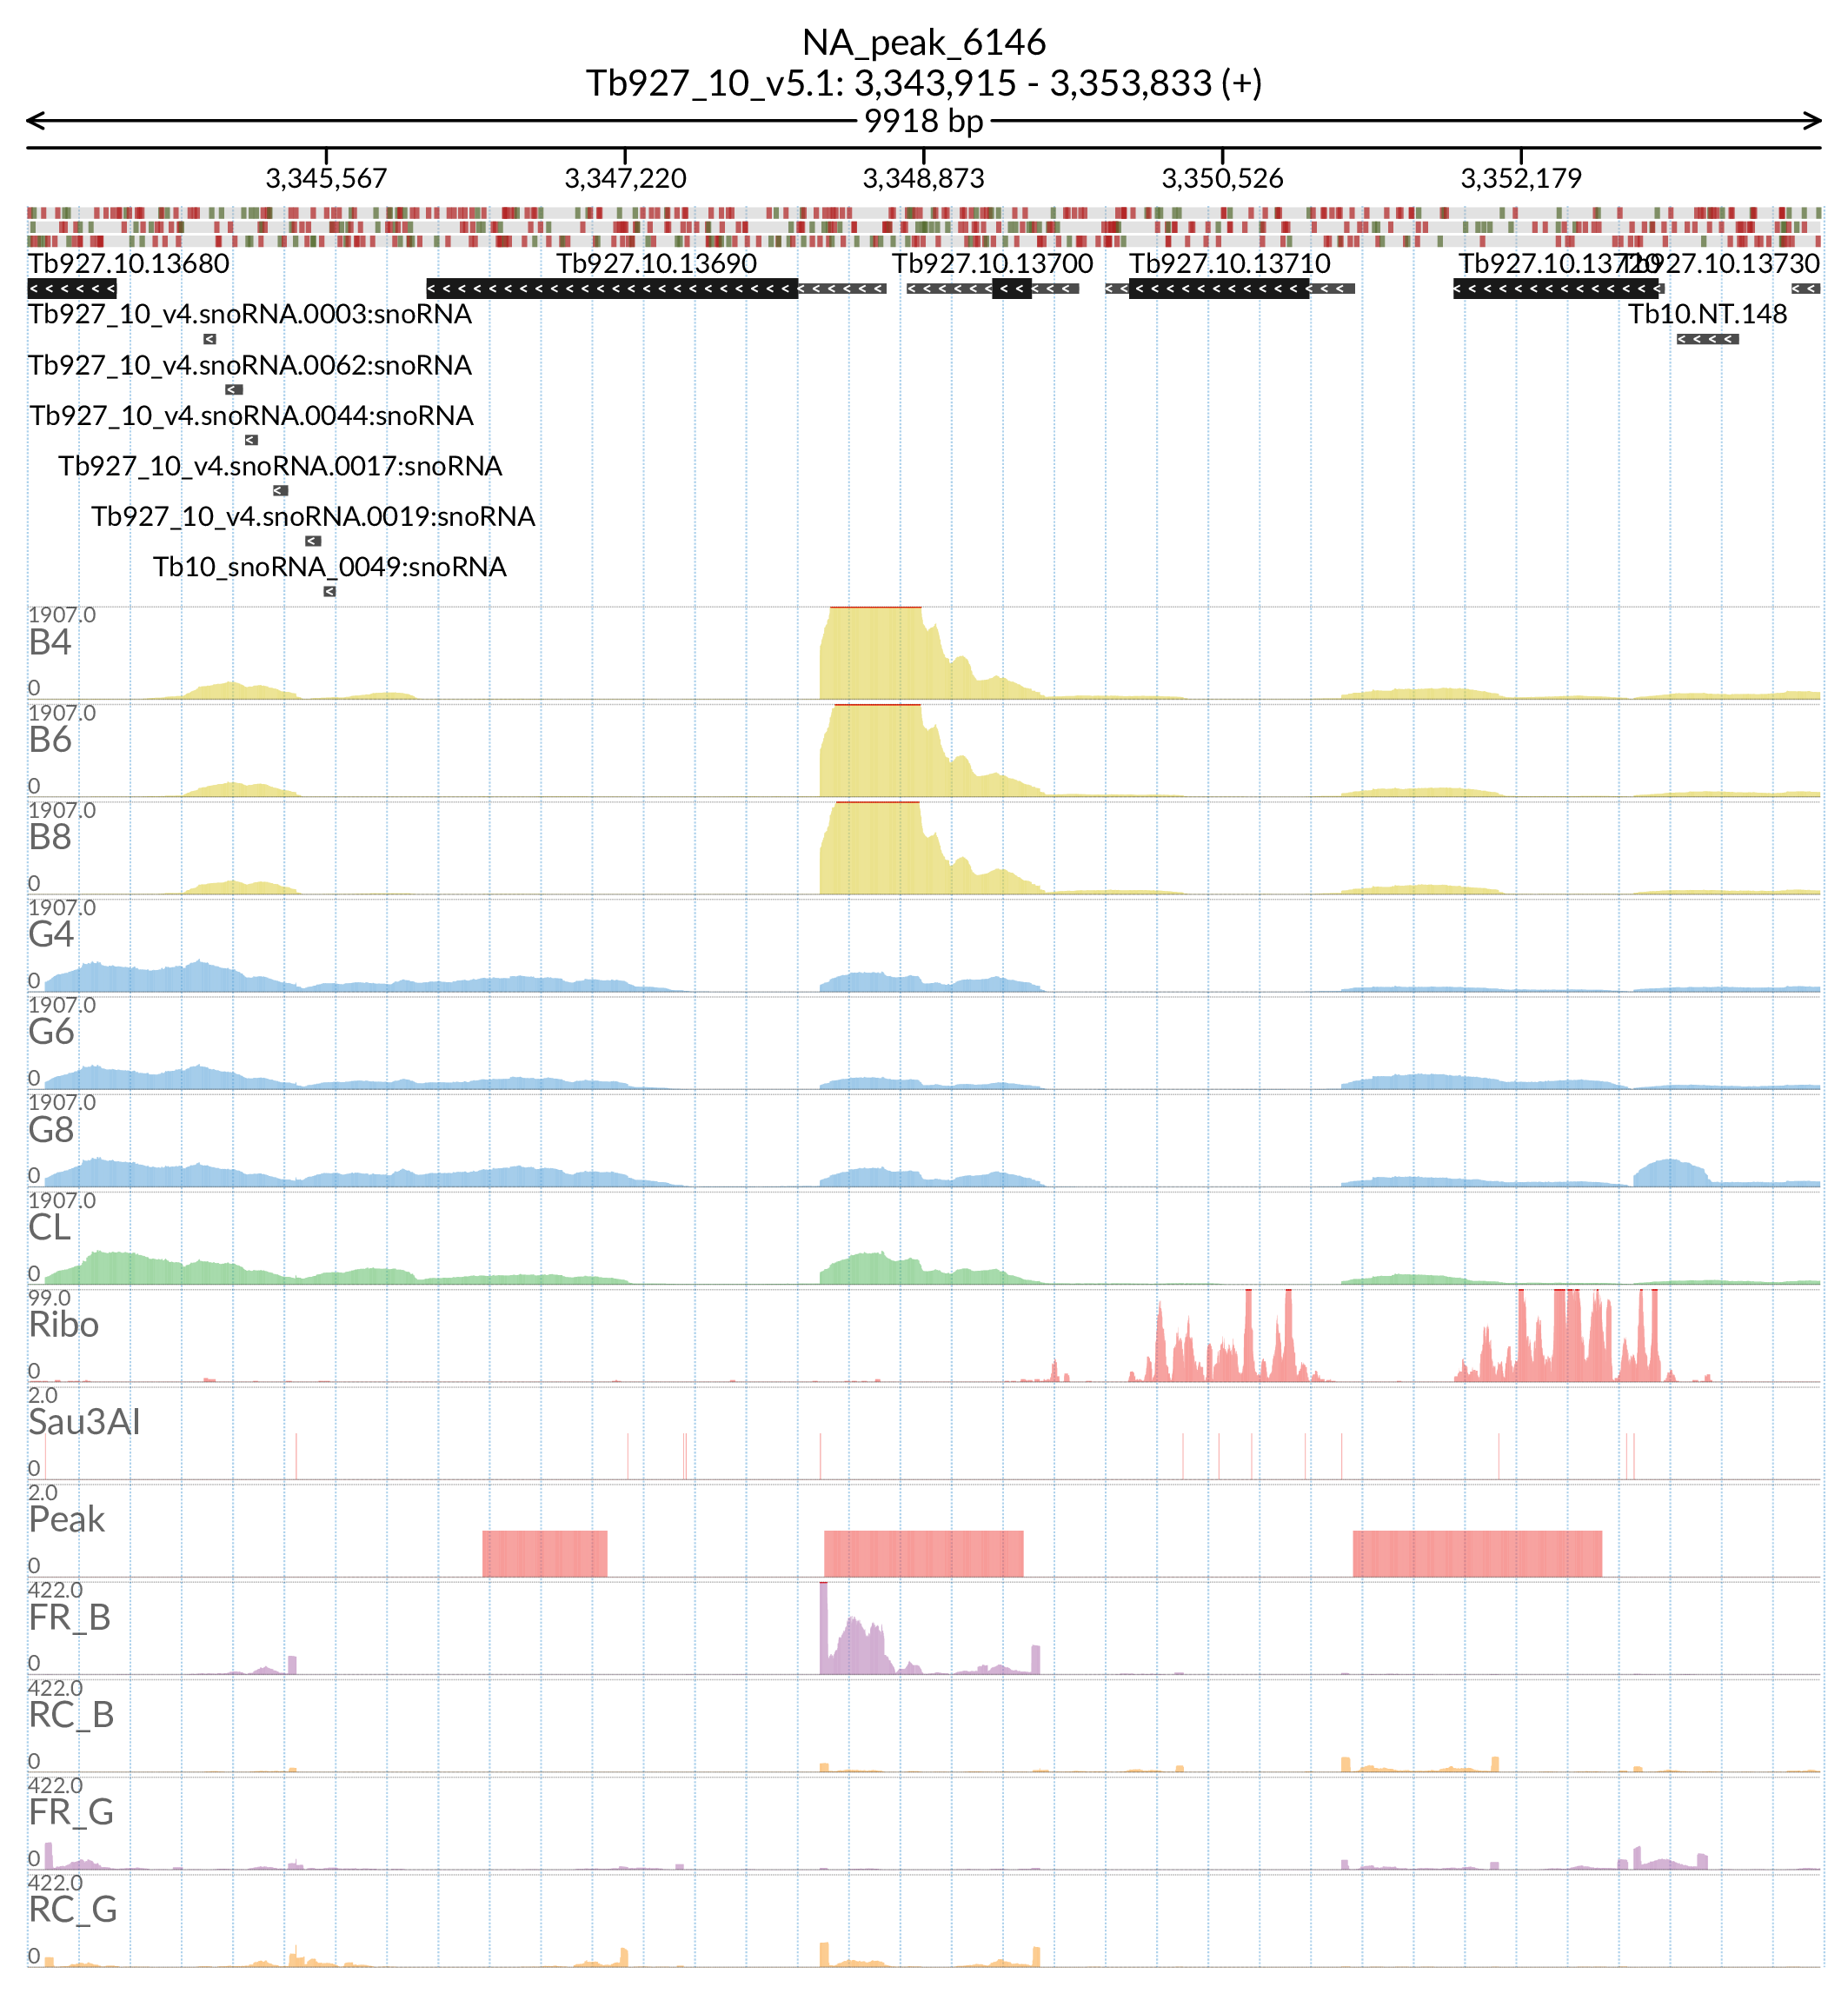 NA_peak_6146
Tb927_10_v5.1: 3,343,915 - 3,353,833 (+)
9918 bp
3,345,567 3,347,220 3,348,873 3,350,526 3,352,179
Tb927.10.13680 Tb927.10.13690 Tb927.10.13700 Tb927.10.13710 Tb927.10.13720 Tb927.10.13730
Tb927_10_v4.snoRNA.0003:snoRNA Tb10.NT.148
Tb927_10_v4.snoRNA.0062:snoRNA
Tb927_10_v4.snoRNA.0044:snoRNA
Tb927_10_v4.snoRNA.0017:snoRNA
Tb927_10_v4.snoRNA.0019:snoRNA
Tb10_snoRNA_0049:snoRNA
1907.0
B4
0
1907.0
B6
0
1907.0
B8
0
1907.0
G4
0
1907.0
G6
0
1907.0
G8
0
1907.0
CL
0
99.0
Ribo
0
2.0
Sau3AI
0
2.0
Peak
0
422.0
FR_B
0
422.0
RC_B
0
422.0
FR_G
0
422.0
RC_G
0